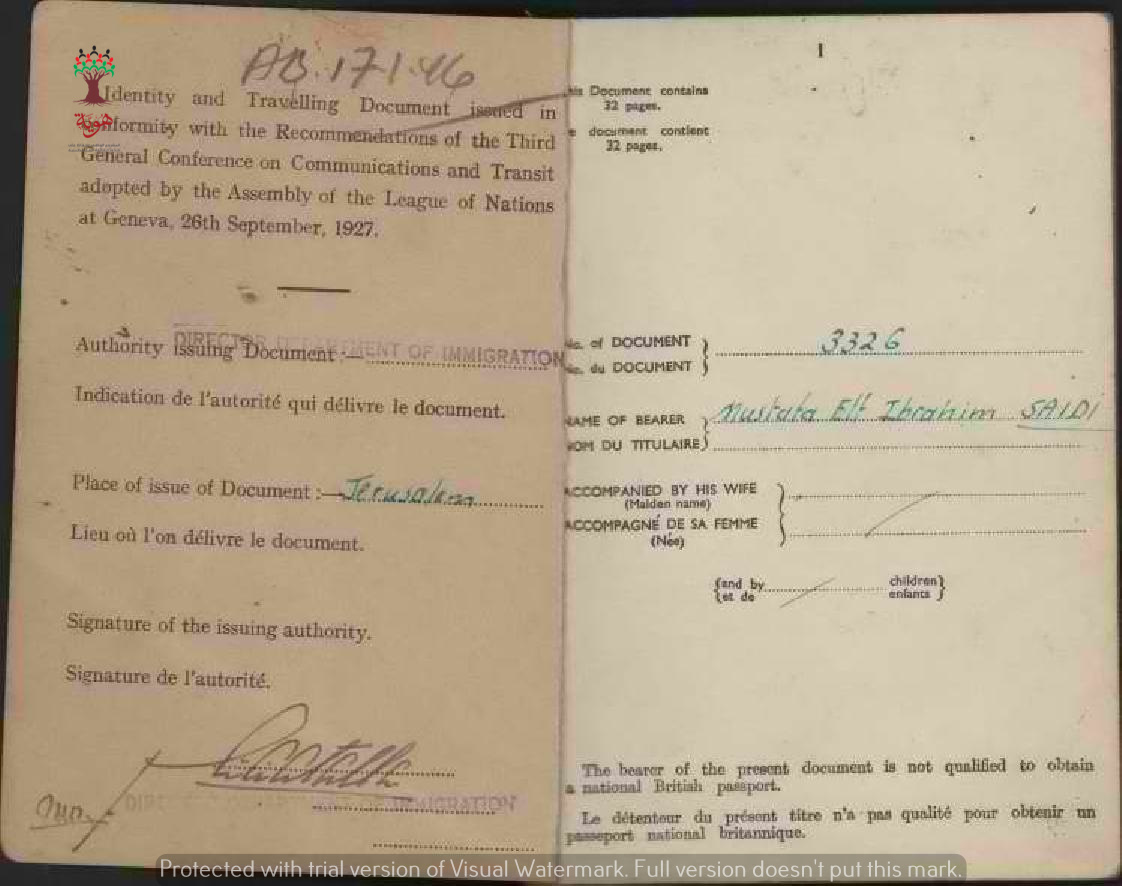 AB.171.46
Identity and Travelling Document issued in
Conformity with the Recommendations of the Third
General Conference on Communications and Transit
adopted by the Assembly of the League of Nations
at Geneva, 26th September, 1927.
هوية
DIRECTOR DEPARTMENT OF IMMIGRATION
Authority issuing Document :—
Indication de l'autorité qui délivre le document.
Place of issue of Document :— Jerusalem
Lieu où l'on délivre le document.
Signature of the issuing authority.
Signature de l'autorité.
DIRECTOR DEPARTMENT OF IMMIGRATION
1
his Document contains
32 pages.
e document contient
32 pages.
No. of DOCUMENT 3326
No. du DOCUMENT
NAME OF BEARER Mustafa Eff Ibrahim SAIDI
NOM DU TITULAIRE
ACCOMPANIED BY HIS WIFE
(Maiden name)
ACCOMPAGNÉ DE SA FEMME
(Née)
and by children
et de enfants
The bearer of the present document is not qualified to obtain
a national British passport.
Le détenteur du présent titre n'a pas qualité pour obtenir un
passeport national britannique.
Protected with trial version of Visual Watermark. Full version doesn't put this mark.